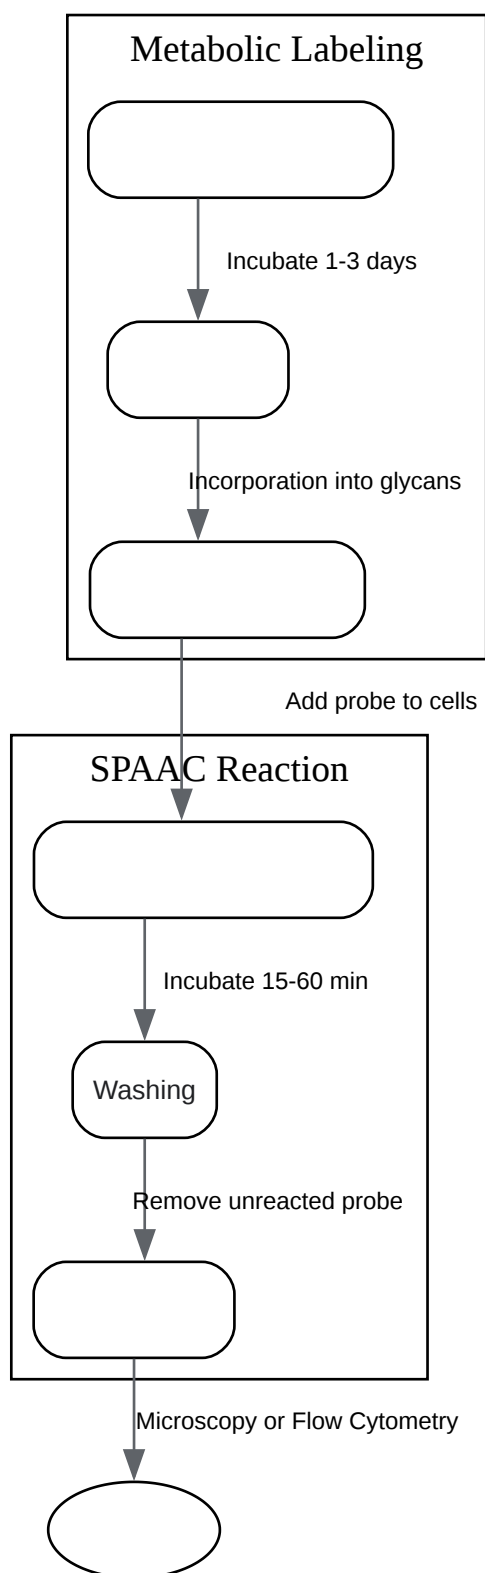 Metabolic Labeling
Incubate 1-3 days
Incorporation into glycans
Add probe to cells
SPAAC Reaction
Incubate 15-60 min
Washing
Remove unreacted probe
Microscopy or Flow Cytometry